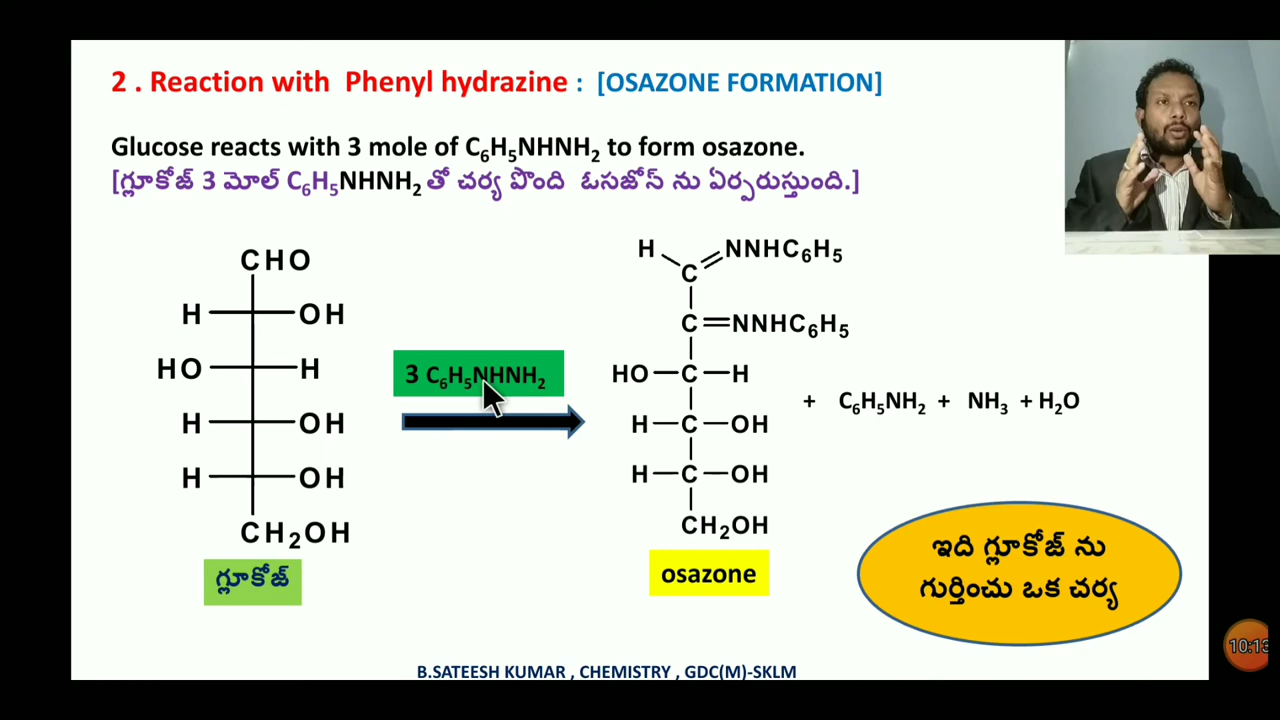 2 . Reaction with Phenyl hydrazine : [OSAZONE FORMATION]
Glucose reacts with 3 mole of C₆H₅NHNH₂ to form osazone.
[గ్లూకోజ్ 3 మోల్ C₆H₅NHNH₂ తో చర్య పొంది ఓసజోన్ ను ఏర్పరుస్తుంది.]
CHO
H OH
HO H
H OH
H OH
CH₂OH
గ్లూకోజ్
3 C₆H₅NHNH₂
H NNHC₆H₅
C
C=NNHC₆H₅
HO—C—H
H—C—OH
H—C—OH
CH₂OH
osazone
+ C₆H₅NH₂ + NH₃ + H₂O
ఇది గ్లూకోజ్ ను
గుర్తించు ఒక చర్య
B.SATEESH KUMAR , CHEMISTRY , GDC(M)-SKLM
10:13